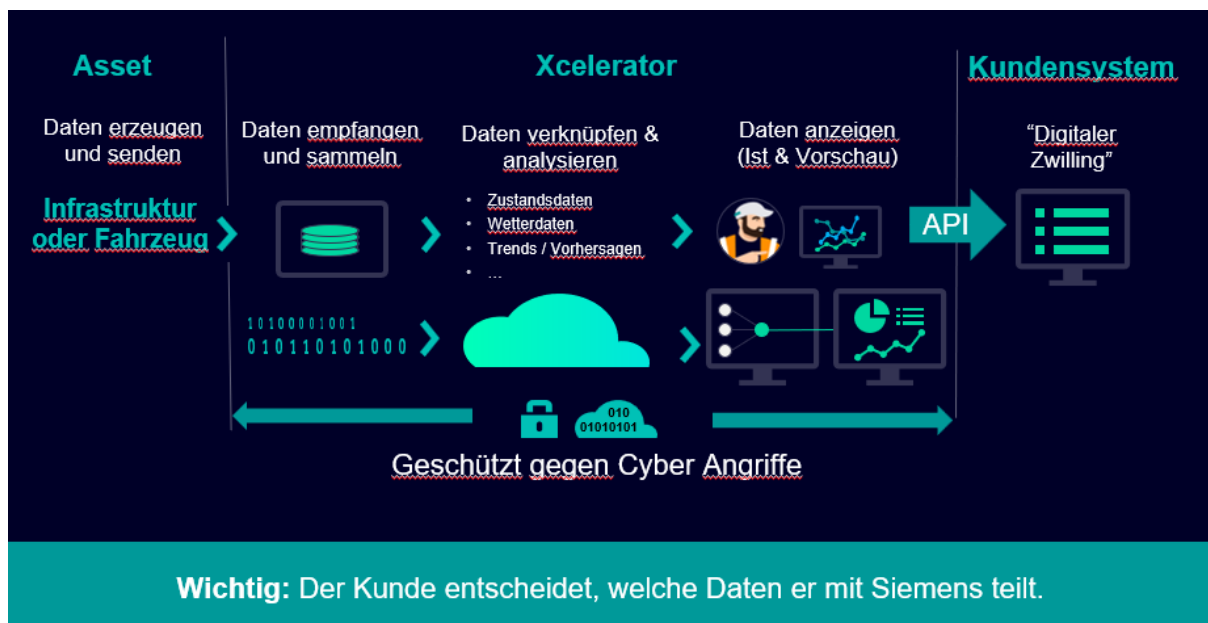 Asset
Xcelerator
Kundensystem
Daten erzeugen
und senden
Daten empfangen
und sammeln
Daten verknüpfen &
analysieren
Daten anzeigen
(Ist & Vorschau)
“Digitaler
Zwilling”
Infrastruktur
oder Fahrzeug
• Zustandsdaten
• Wetterdaten
• Trends / Vorhersagen
• ...
API
10100001001
010110101000
010
01010101
Geschützt gegen Cyber Angriffe
Wichtig: Der Kunde entscheidet, welche Daten er mit Siemens teilt.